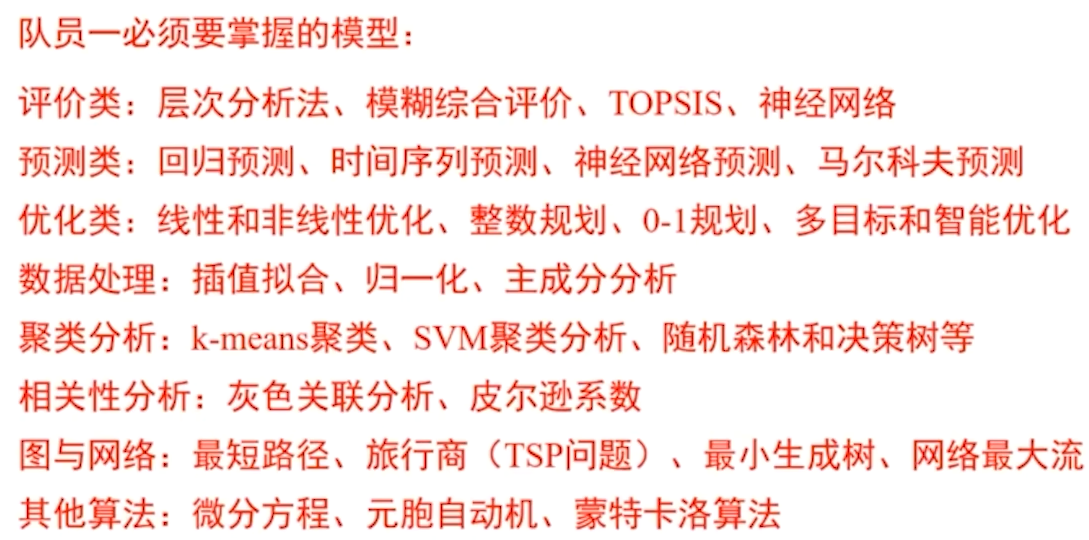 队员一必须要掌握的模型：
评价类：层次分析法、模糊综合评价、TOPSIS、神经网络
预测类：回归预测、时间序列预测、神经网络预测、马尔科夫预测
优化类：线性和非线性优化、整数规划、0-1规划、多目标和智能优化
数据处理：插值拟合、归一化、主成分分析
聚类分析：k-means聚类、SVM聚类分析、随机森林和决策树等
相关性分析：灰色关联分析、皮尔逊系数
图与网络：最短路径、旅行商（TSP问题）、最小生成树、网络最大流
其他算法：微分方程、元胞自动机、蒙特卡洛算法